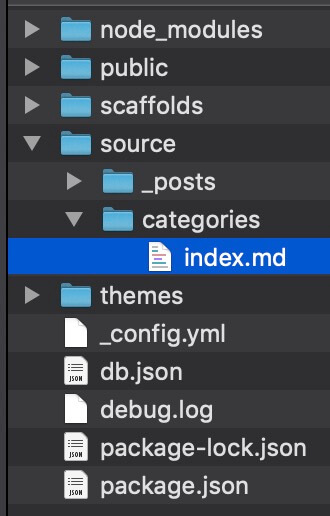 node_modules
public
scaffolds
source
_posts
categories
index.md
themes
_config.yml
JSON
db.json
debug.log
JSON
package-lock.json
JSON
package.json